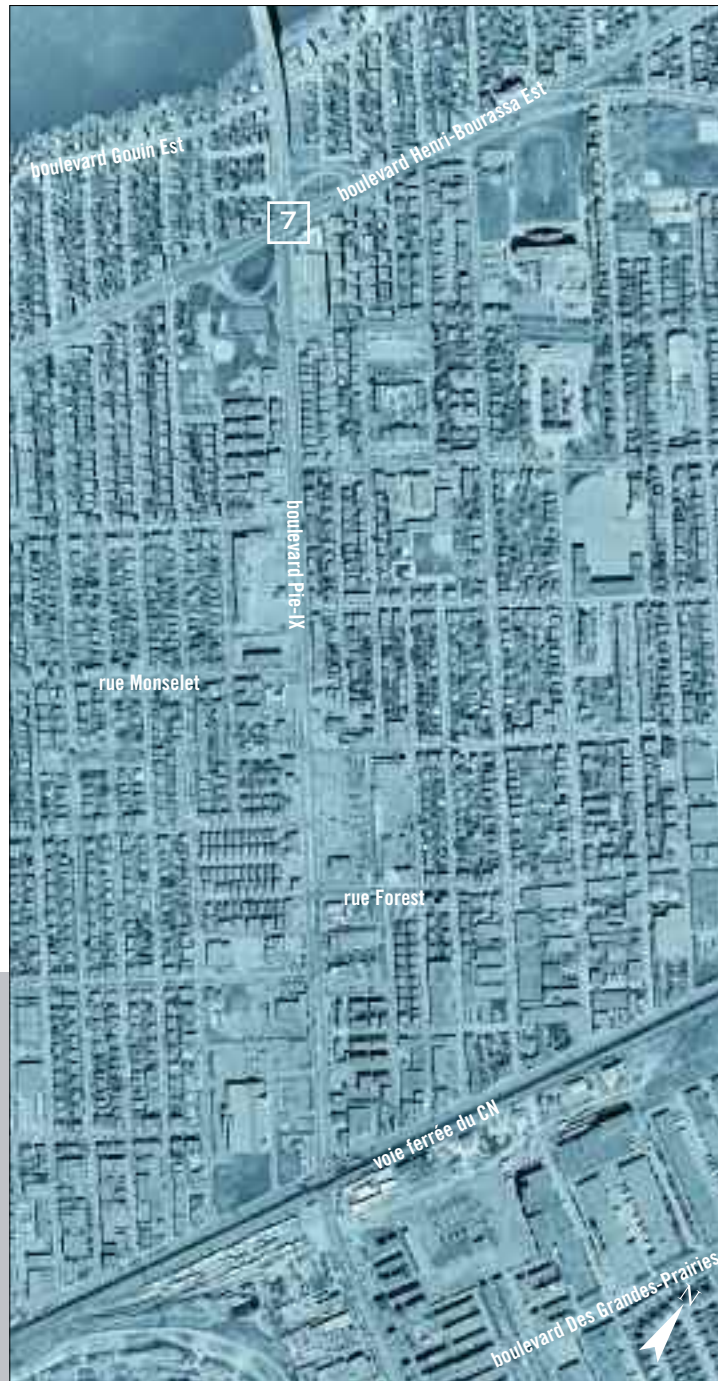 boulevard Gouin Est
boulevard Henri-Bourassa Est
7
boulevard Pie-IX
rue Monselet
rue Forest
voie ferrée du CN
boulevard Des Grandes-Prairies
N